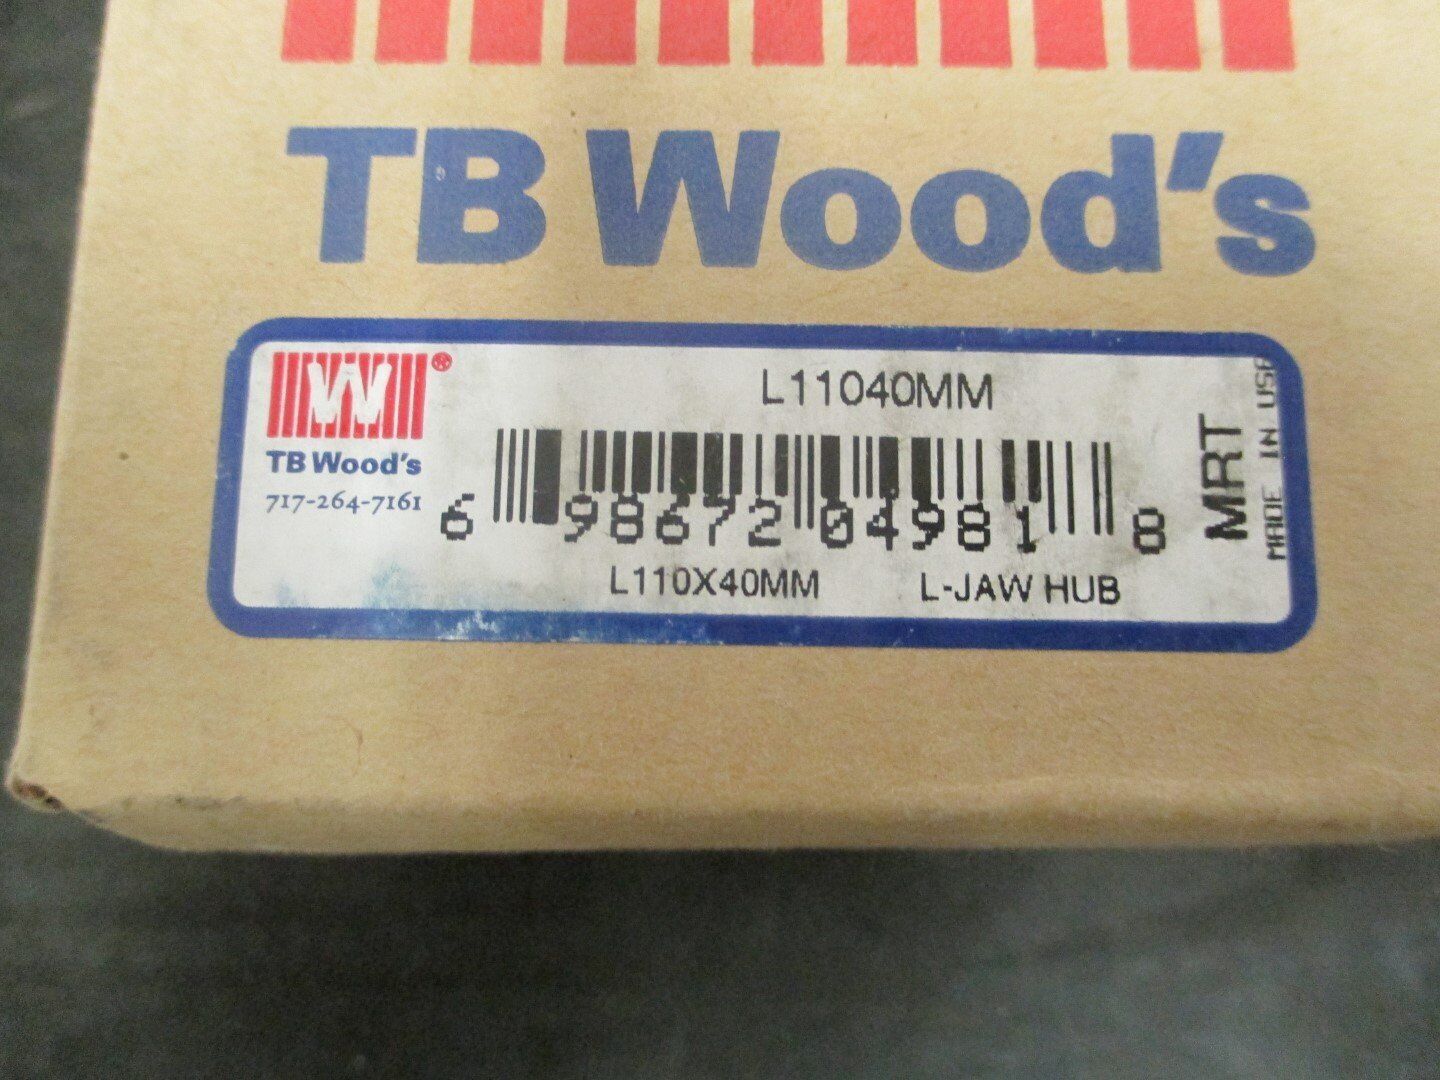 TB Wood's
W®
TB Wood's
717-264-7161
L11040MM
6 98672 04981 8
L110X40MM L-JAW HUB
MRT
MADE IN USA